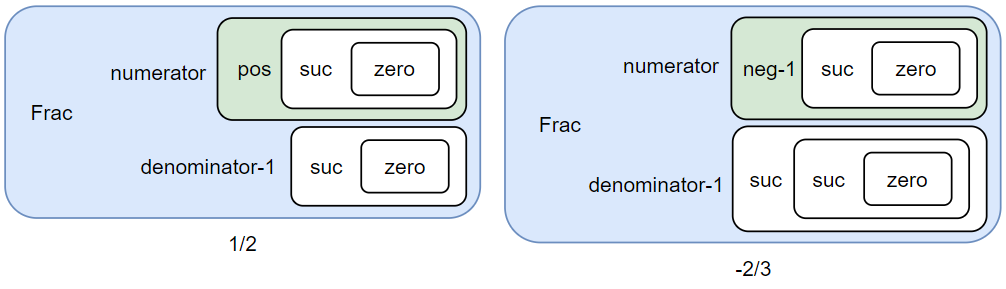 numerator pos suc zero
Frac
denominator-1 suc zero
1/2
numerator neg-1 suc zero
Frac
denominator-1 suc suc zero
-2/3